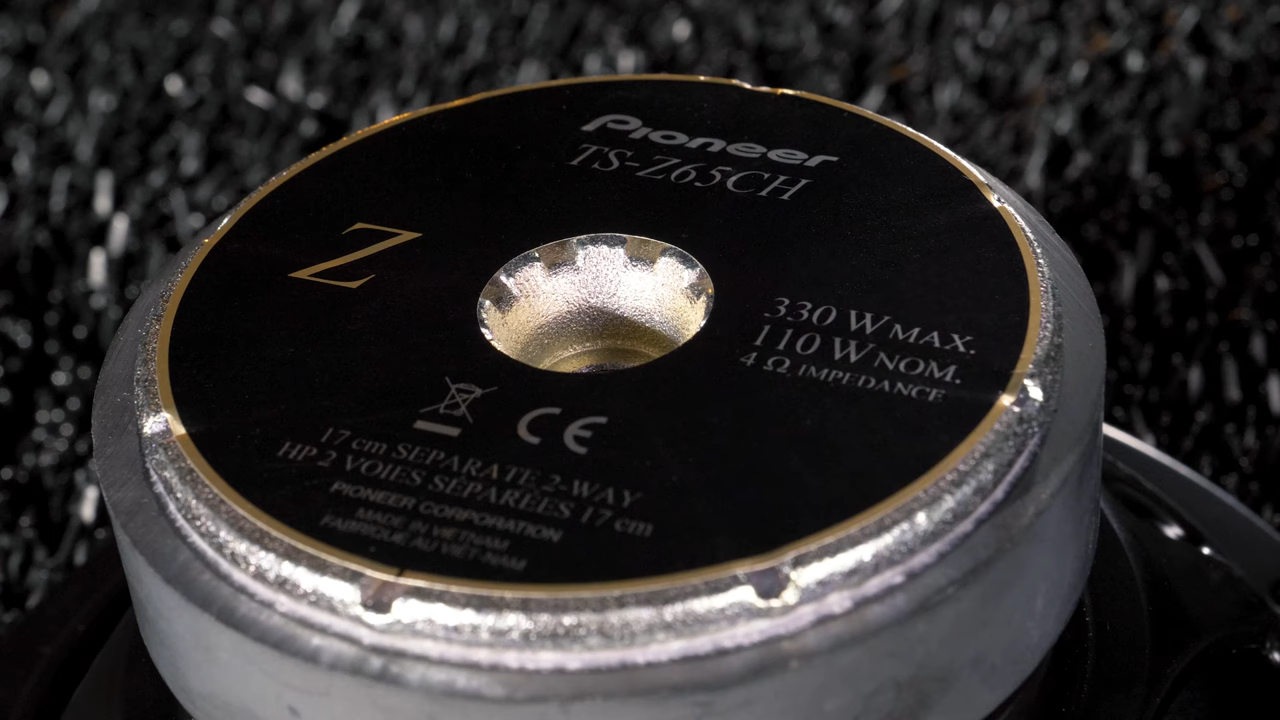 Pioneer
TS-Z65CH
Z
330 W MAX.
110 W NOM.
4 Ω IMPEDANCE
CE
17 cm SEPARATE 2-WAY
HP 2 VOIES SÉPARÉES 17 cm
PIONEER CORPORATION
MADE IN VIETNAM
FABRIQUÉ AU VIÊT-NAM